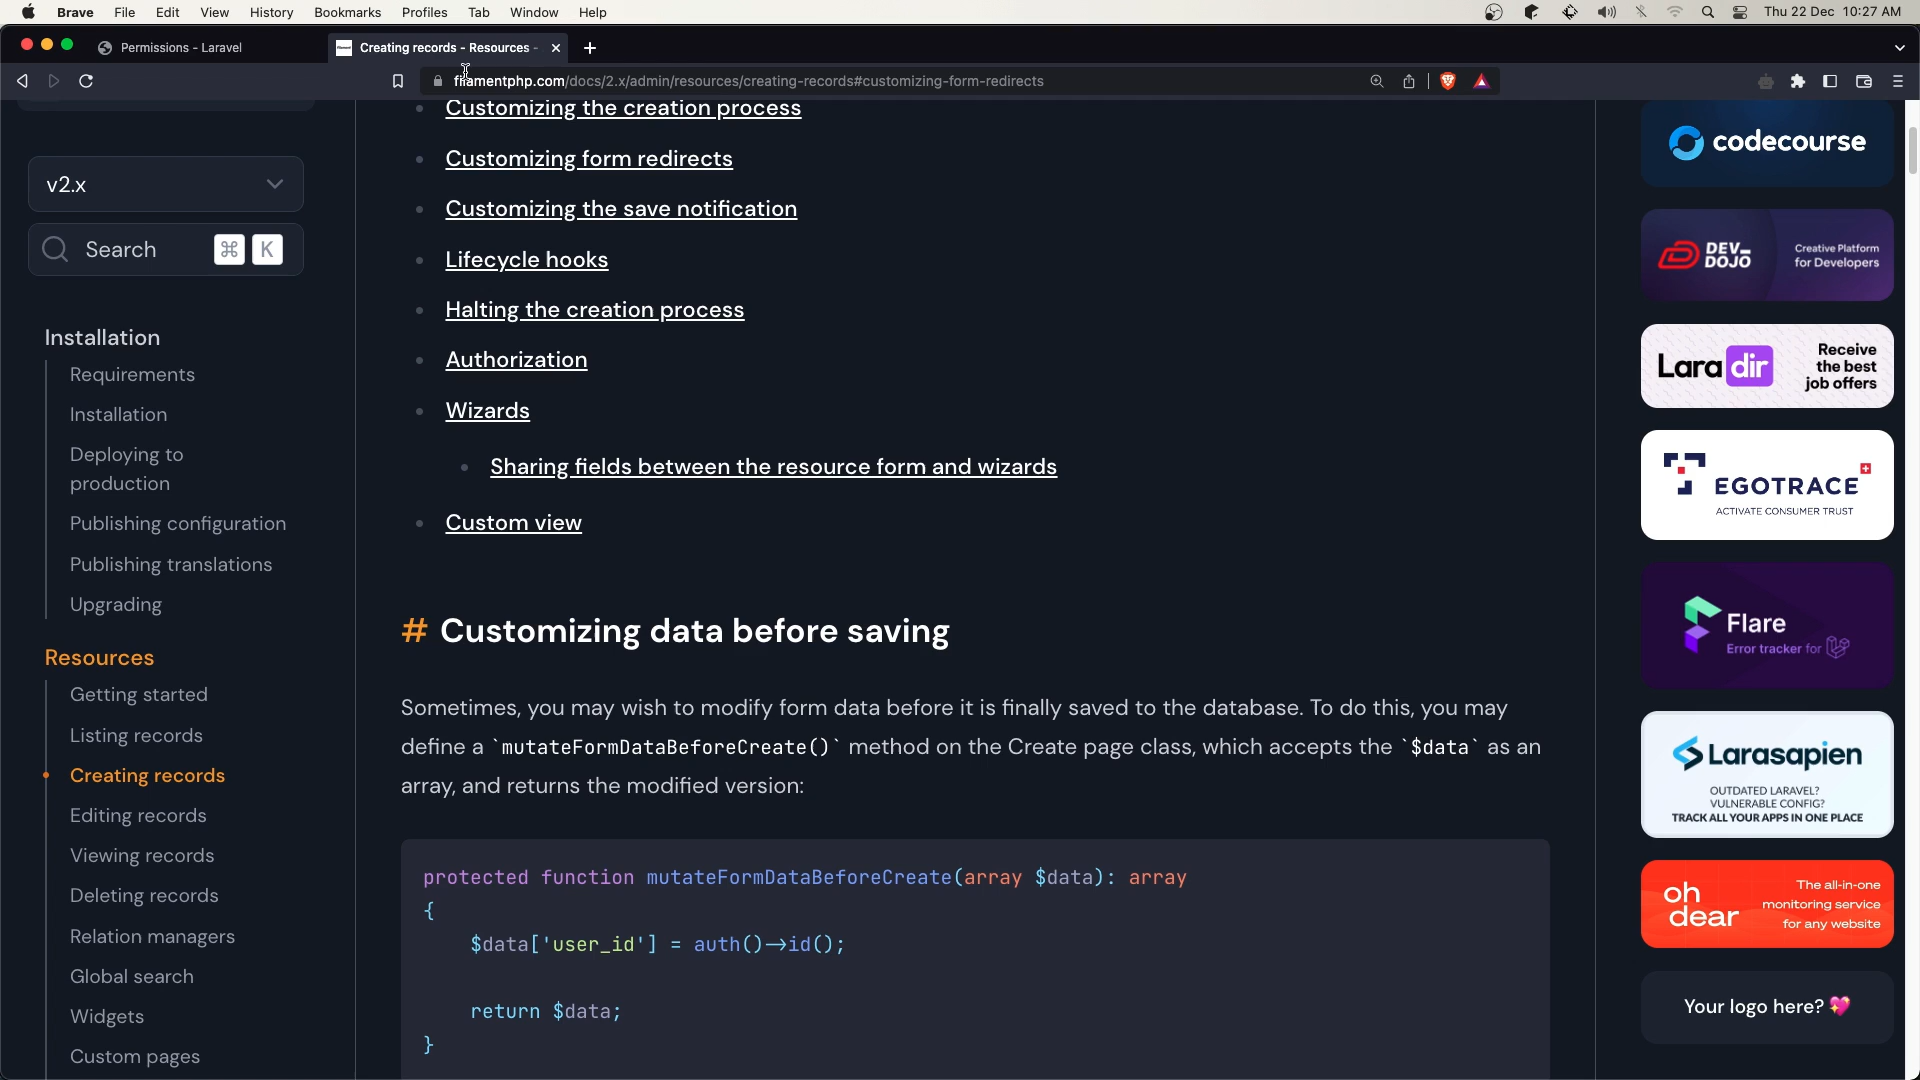 Brave File Edit View History Bookmarks Profiles Tab Window Help
Thu 22 Dec 10:27 AM
Permissions - Laravel
Creating records - Resources -
filamentphp.com/docs/2.x/admin/resources/creating-records#customizing-form-redirects
v2.x
Search ⌘ K
Installation
Requirements
Installation
Deploying to
production
Publishing configuration
Publishing translations
Upgrading
Resources
Getting started
Listing records
Creating records
Editing records
Viewing records
Deleting records
Relation managers
Global search
Widgets
Custom pages
Customizing the creation process
Customizing form redirects
Customizing the save notification
Lifecycle hooks
Halting the creation process
Authorization
Wizards
Sharing fields between the resource form and wizards
Custom view
# Customizing data before saving
Sometimes, you may wish to modify form data before it is finally saved to the database. To do this, you may
define a `mutateFormDataBeforeCreate()` method on the Create page class, which accepts the `$data` as an
array, and returns the modified version:
protected function mutateFormDataBeforeCreate(array $data): array
{
$data['user_id'] = auth()->id();
return $data;
}
codecourse
DEV-
DOJO
Creative Platform
for Developers
Lara dir
Receive
the best
job offers
EGOTRACE
ACTIVATE CONSUMER TRUST
Flare
Error tracker for
Larasapien
OUTDATED LARAVEL?
VULNERABLE CONFIG?
TRACK ALL YOUR APPS IN ONE PLACE
oh
dear
The all-in-one
monitoring service
for any website
Your logo here? 💖